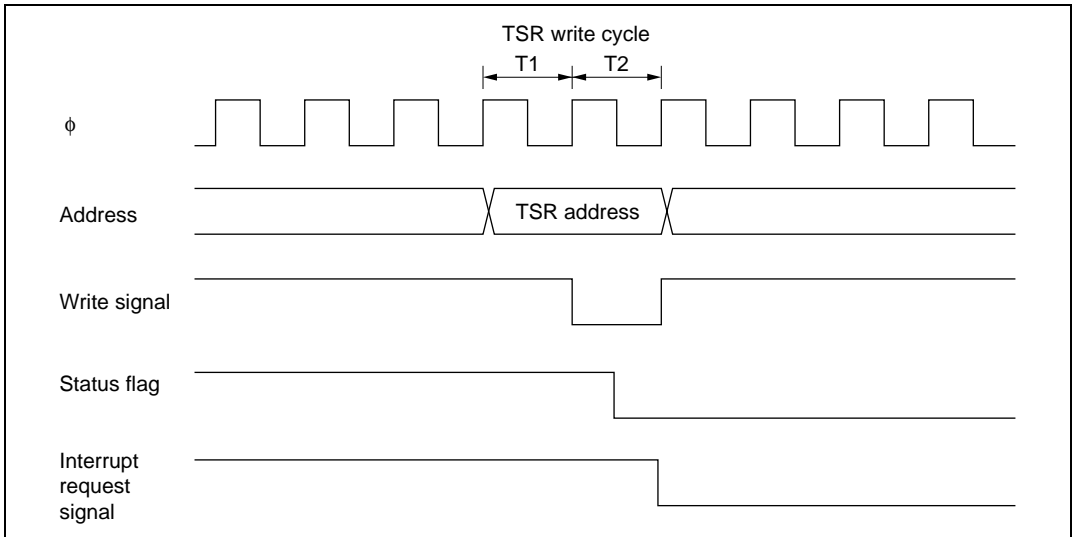 TSR write cycle
T1 T2
ϕ
Address
TSR address
Write signal
Status flag
Interrupt
request
signal